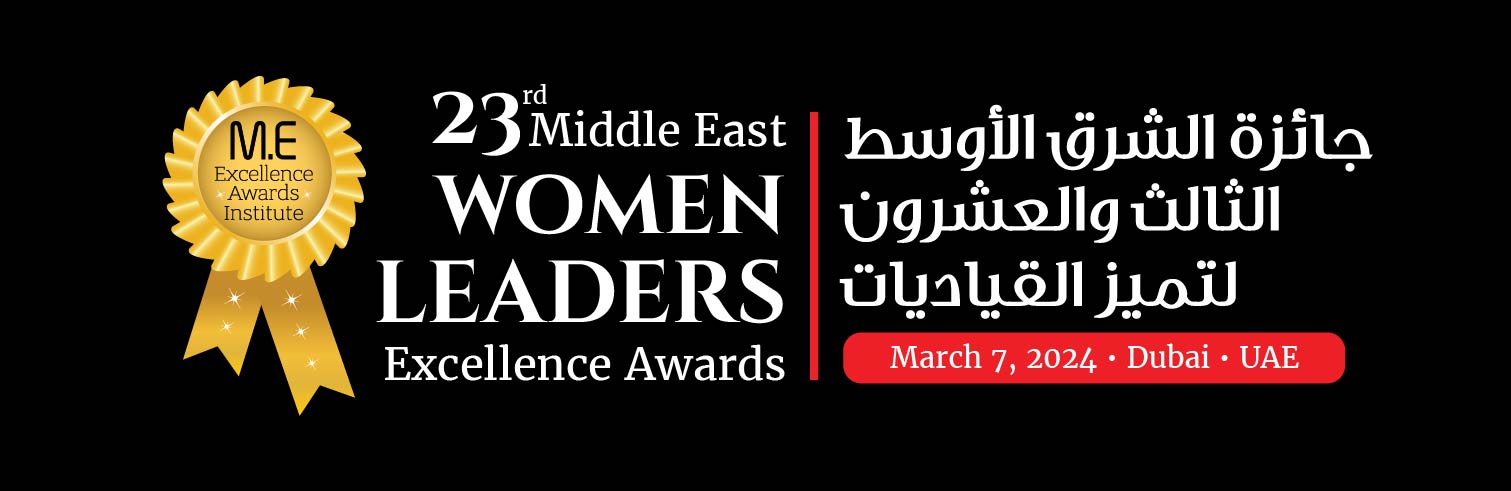 M.E
Excellence
Awards
Institute
23rd Middle East
WOMEN
LEADERS
Excellence Awards
جائزة الشرق الأوسط
الثالث والعشرون
لتميز القياديات
March 7, 2024 • Dubai • UAE